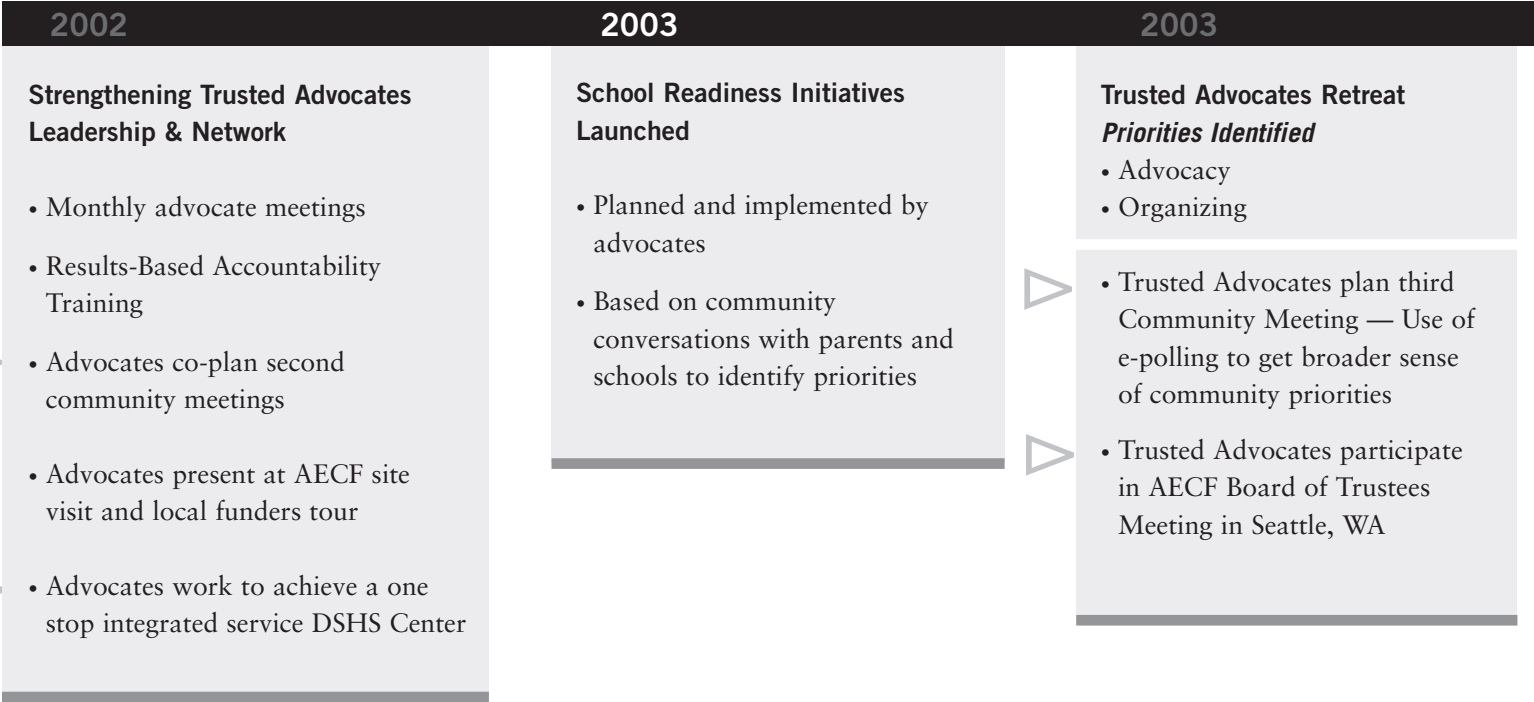 2002
Strengthening Trusted Advocates
Leadership & Network
• Monthly advocate meetings
• Results-Based Accountability
Training
• Advocates co-plan second
community meetings
• Advocates present at AECF site
visit and local funders tour
• Advocates work to achieve a one
stop integrated service DSHS Center
2003
School Readiness Initiatives
Launched
• Planned and implemented by
advocates
• Based on community
conversations with parents and
schools to identify priorities
2003
Trusted Advocates Retreat
Priorities Identified
• Advocacy
• Organizing
• Trusted Advocates plan third
Community Meeting — Use of
e-polling to get broader sense
of community priorities
• Trusted Advocates participate
in AECF Board of Trustees
Meeting in Seattle, WA